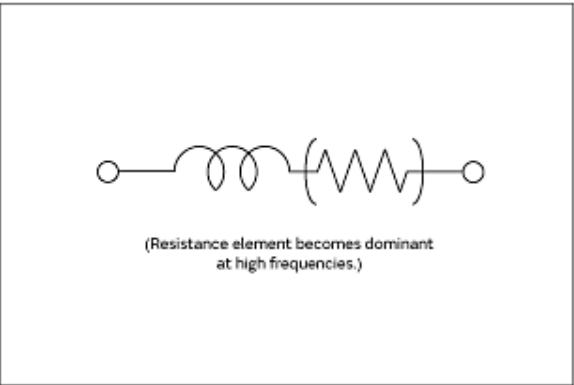 (Resistance element becomes dominant
at high frequencies.)